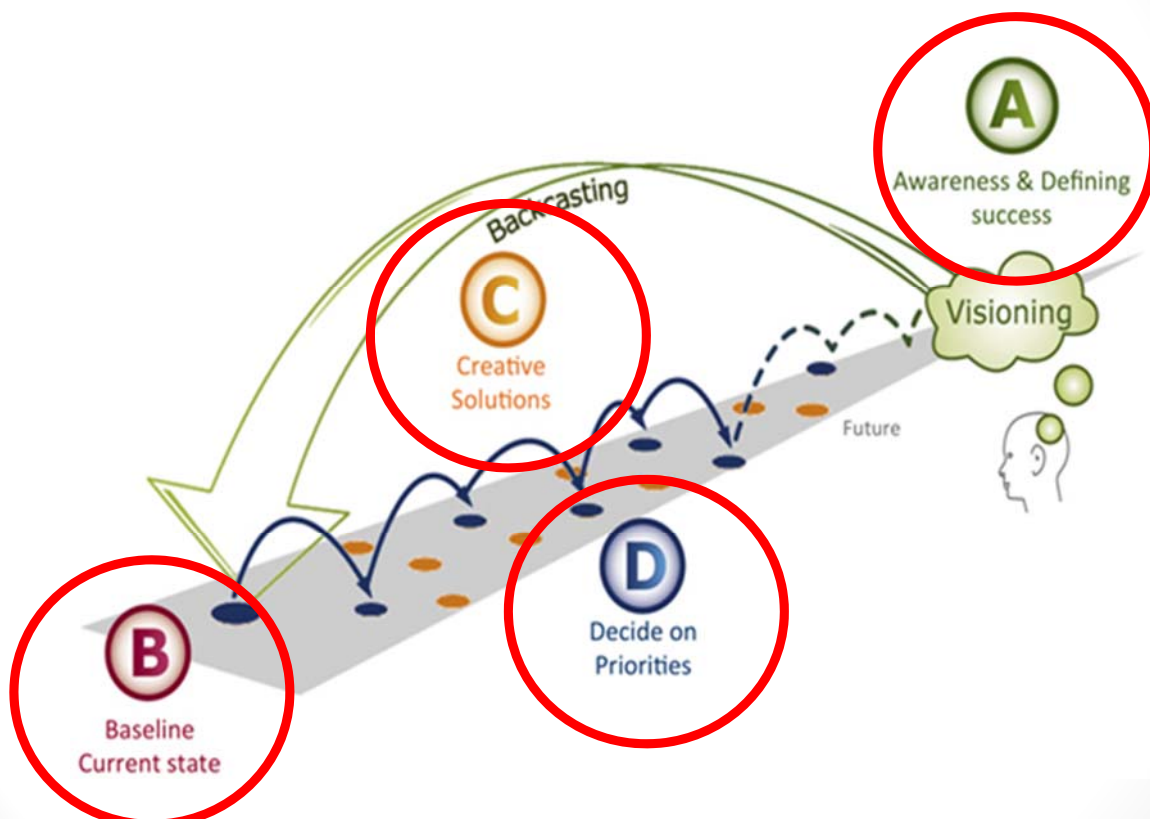 A
Awareness & Defining
success
Backcasting
C
Creative
Solutions
Visioning
Future
D
Decide on
Priorities
B
Baseline
Current state